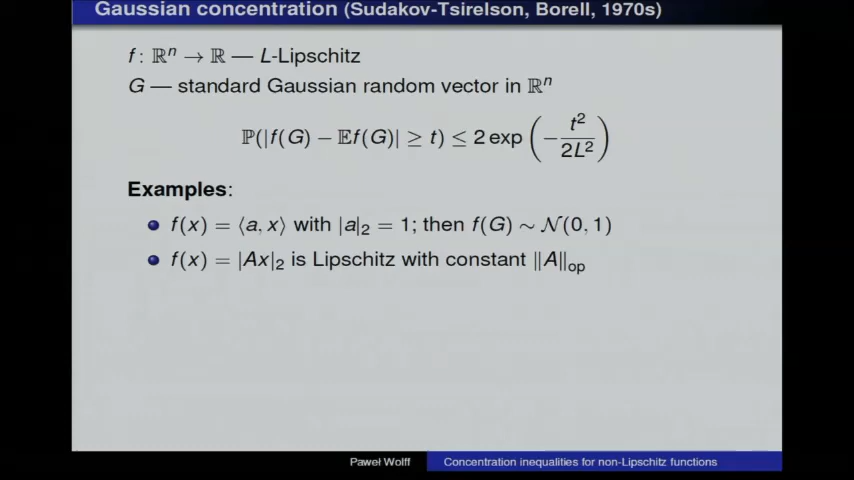 Gaussian concentration (Sudakov-Tsirelson, Borell, 1970s)
f: ℝⁿ → ℝ — L-Lipschitz
G — standard Gaussian random vector in ℝⁿ
ℙ(|f(G) − 𝔼f(G)| ≥ t) ≤ 2 exp(−t²/2L²)
Examples:
f(x) = ⟨a, x⟩ with |a|₂ = 1; then f(G) ∼ 𝒩(0, 1)
f(x) = |Ax|₂ is Lipschitz with constant ‖A‖op
Paweł Wolff Concentration inequalities for non-Lipschitz functions